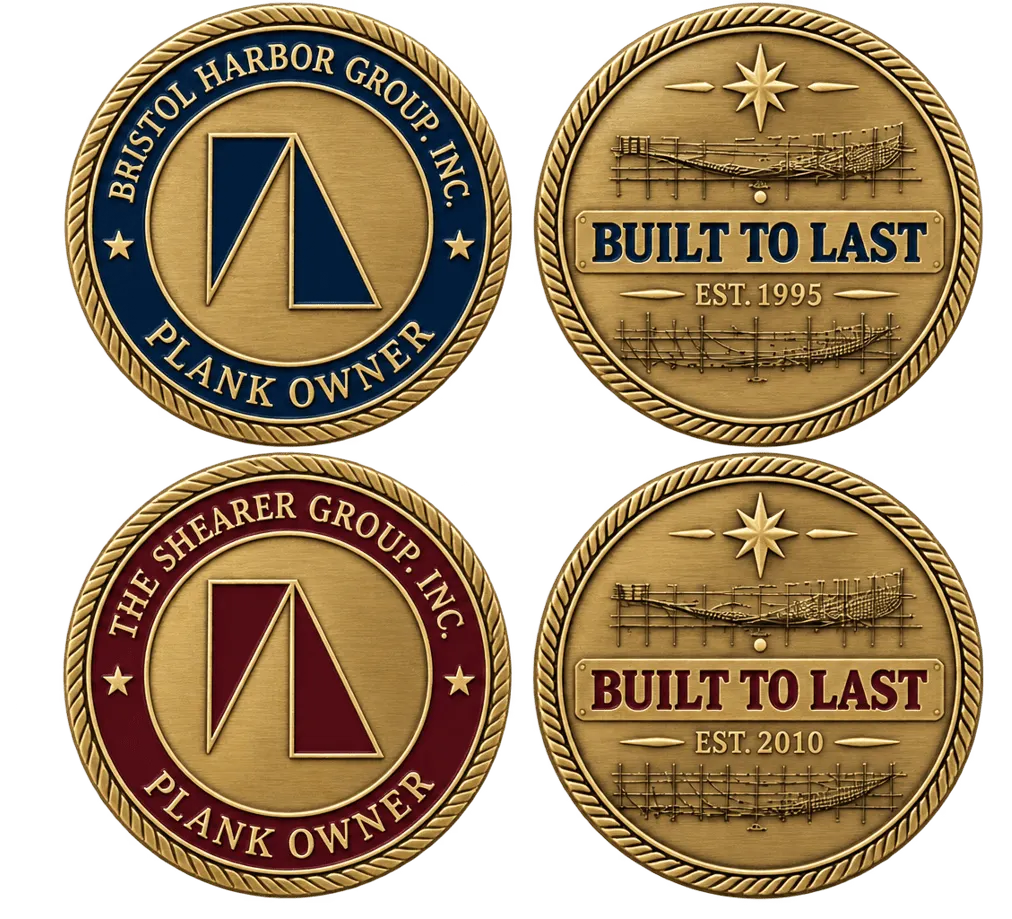 BRISTOL HARBOR GROUP. INC.
PLANK OWNER
BUILT TO LAST
EST. 1995
THE SHEARER GROUP. INC.
PLANK OWNER
BUILT TO LAST
EST. 2010